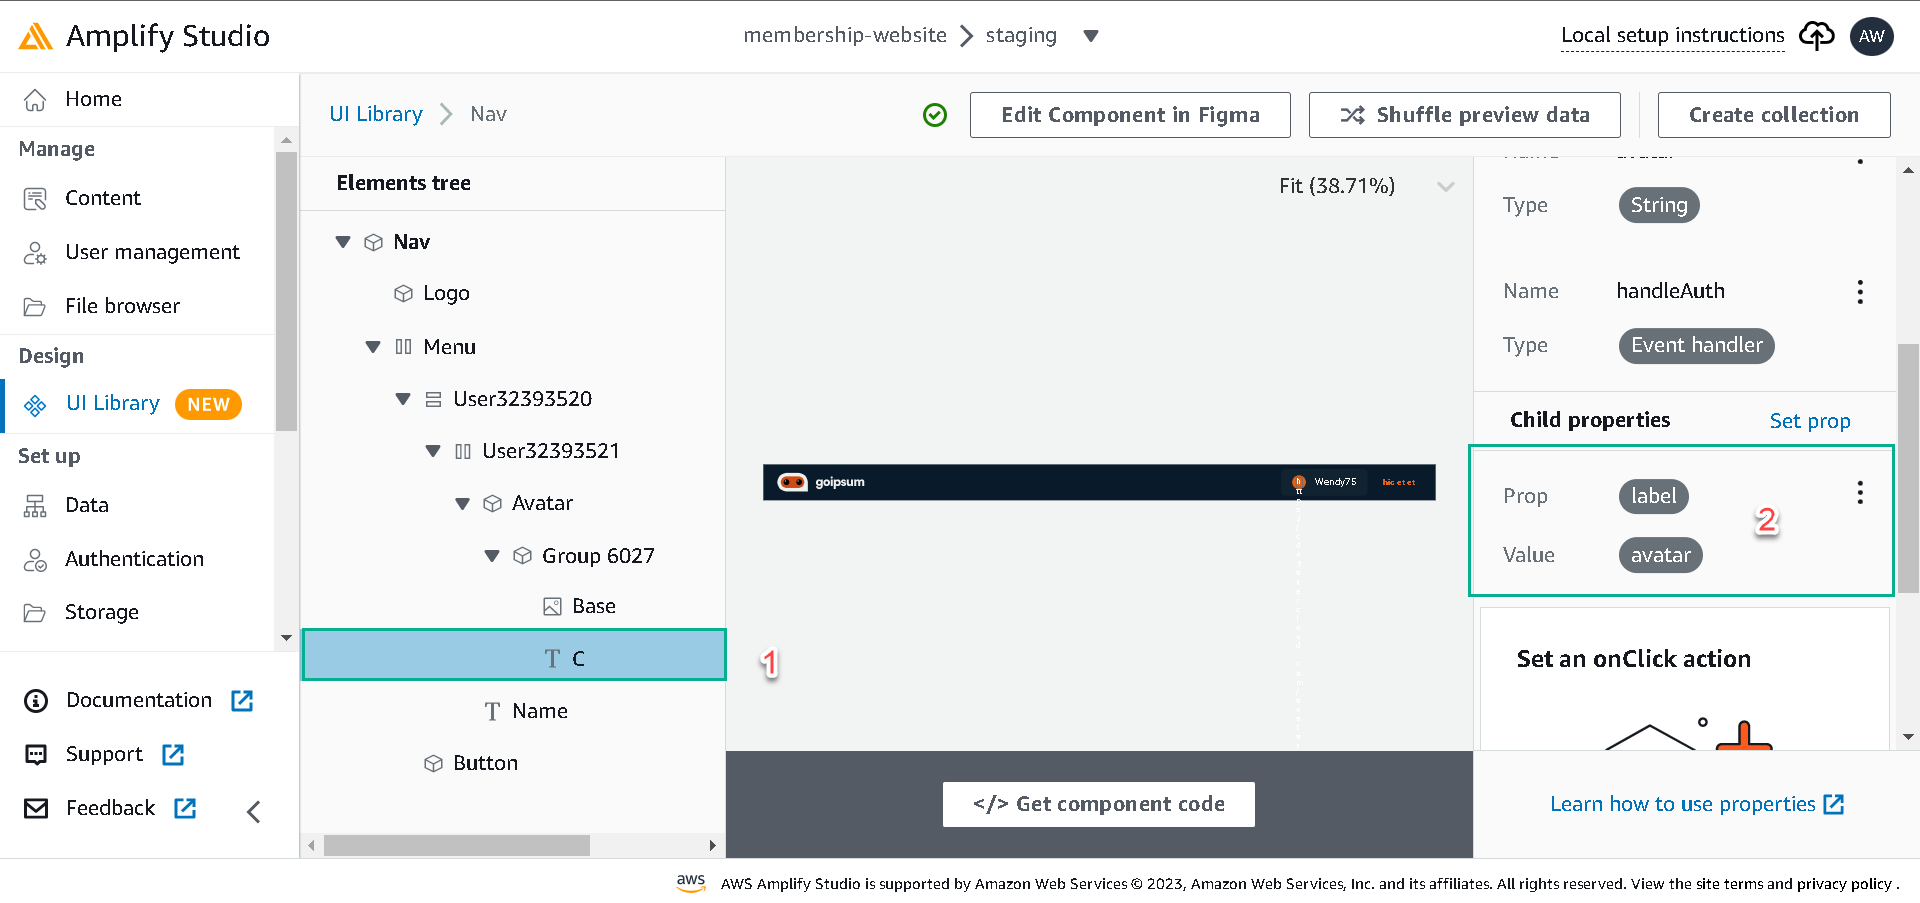 Amplify Studio
membership-website
staging
Local setup instructions
AW
Home
Manage
Content
User management
File browser
Design
UI Library
NEW
Set up
Data
Authentication
Storage
Documentation
Support
Feedback
UI Library
Nav
Edit Component in Figma
Shuffle preview data
Create collection
Elements tree
Nav
Logo
Menu
User32393520
User32393521
Avatar
Group 6027
Base
T C
T Name
Button
1
Fit (38.71%)
goipsum
Wendy75
hic et et
</> Get component code
Type String
Name handleAuth
Type Event handler
Child properties Set prop
Prop label
2
Value avatar
Set an onClick action
Learn how to use properties
aws
AWS Amplify Studio is supported by Amazon Web Services © 2023, Amazon Web Services, Inc. and its affiliates. All rights reserved. View the site terms and privacy policy .